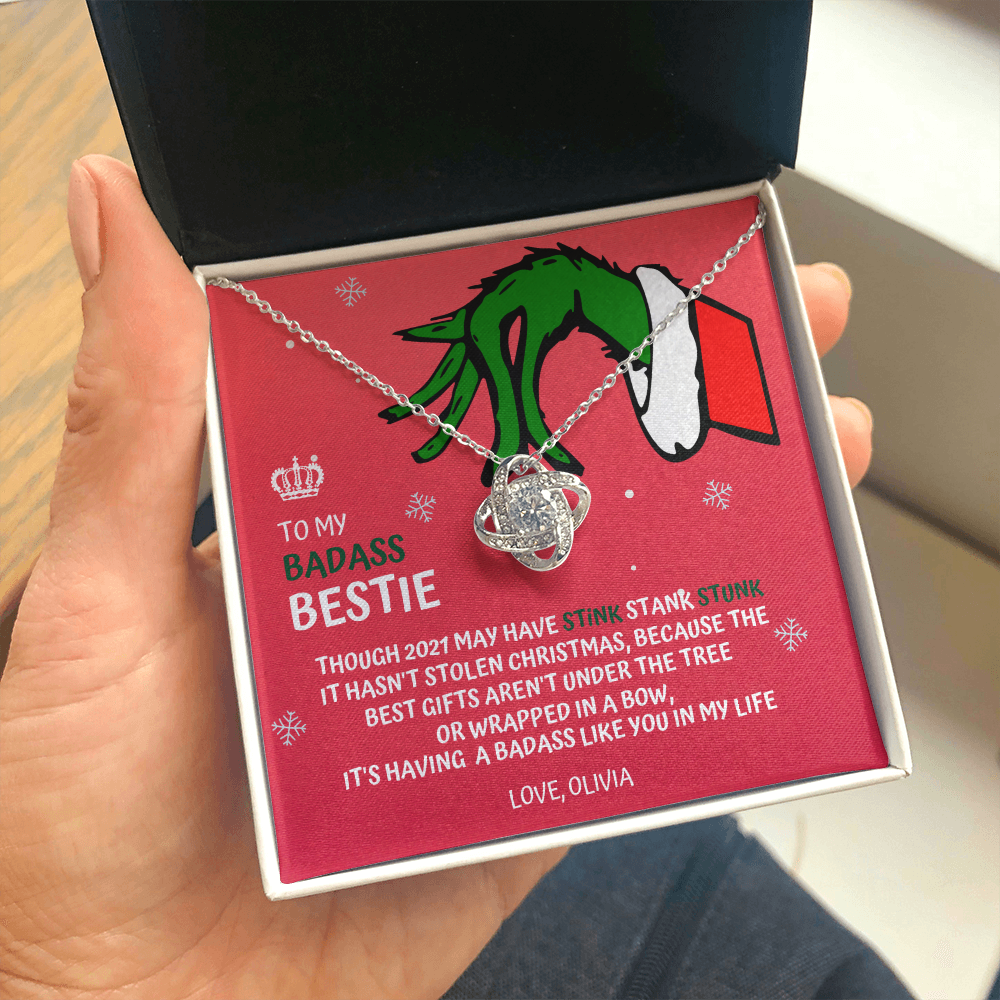 TO MY
BADASS
BESTIE
THOUGH 2021 MAY HAVE STiNK STANK STUNK
IT HASN'T STOLEN CHRISTMAS, BECAUSE THE
BEST GIFTS AREN'T UNDER THE TREE
OR WRAPPED IN A BOW,
IT'S HAVING A BADASS LIKE YOU IN MY LIFE
LOVE, OLIVIA